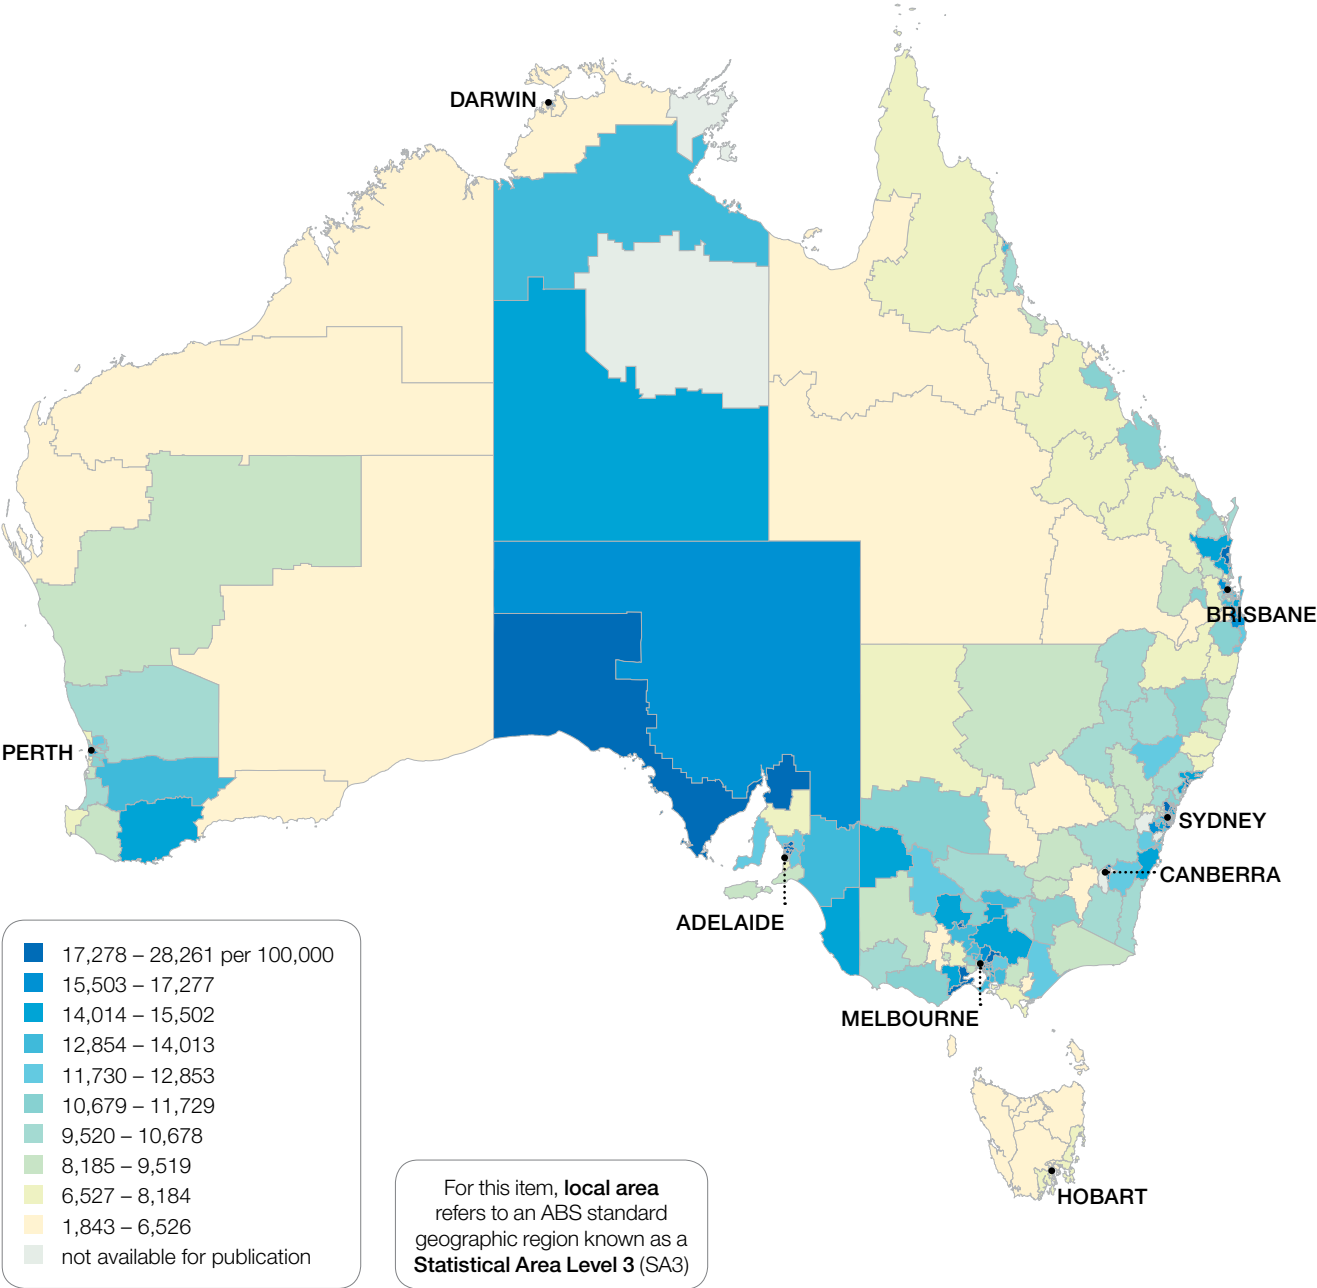 DARWIN
BRISBANE
PERTH
SYDNEY
CANBERRA
ADELAIDE
MELBOURNE
HOBART
17,278 – 28,261 per 100,000
15,503 – 17,277
14,014 – 15,502
12,854 – 14,013
11,730 – 12,853
10,679 – 11,729
9,520 – 10,678
8,185 – 9,519
6,527 – 8,184
1,843 – 6,526
not available for publication
For this item, local area
refers to an ABS standard
geographic region known as a
Statistical Area Level 3 (SA3)